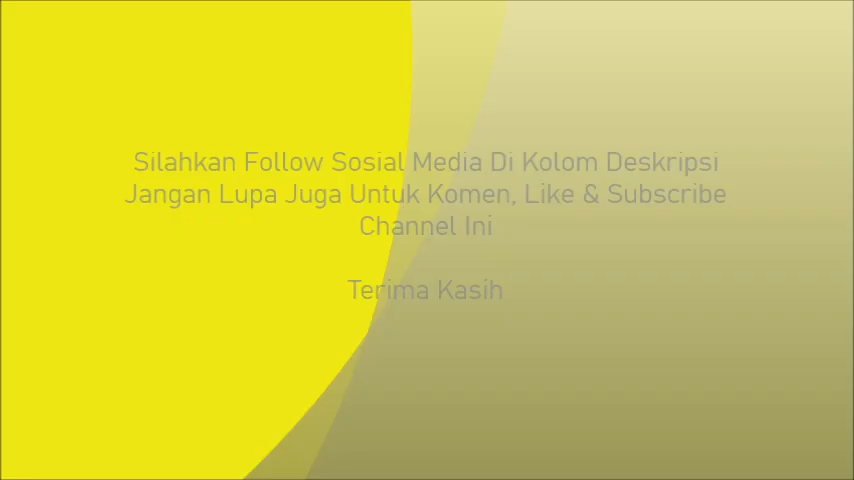 Silahkan Follow Sosial Media Di Kolom Deskripsi
Jangan Lupa Juga Untuk Komen, Like & Subscribe
Channel Ini
Terima Kasih